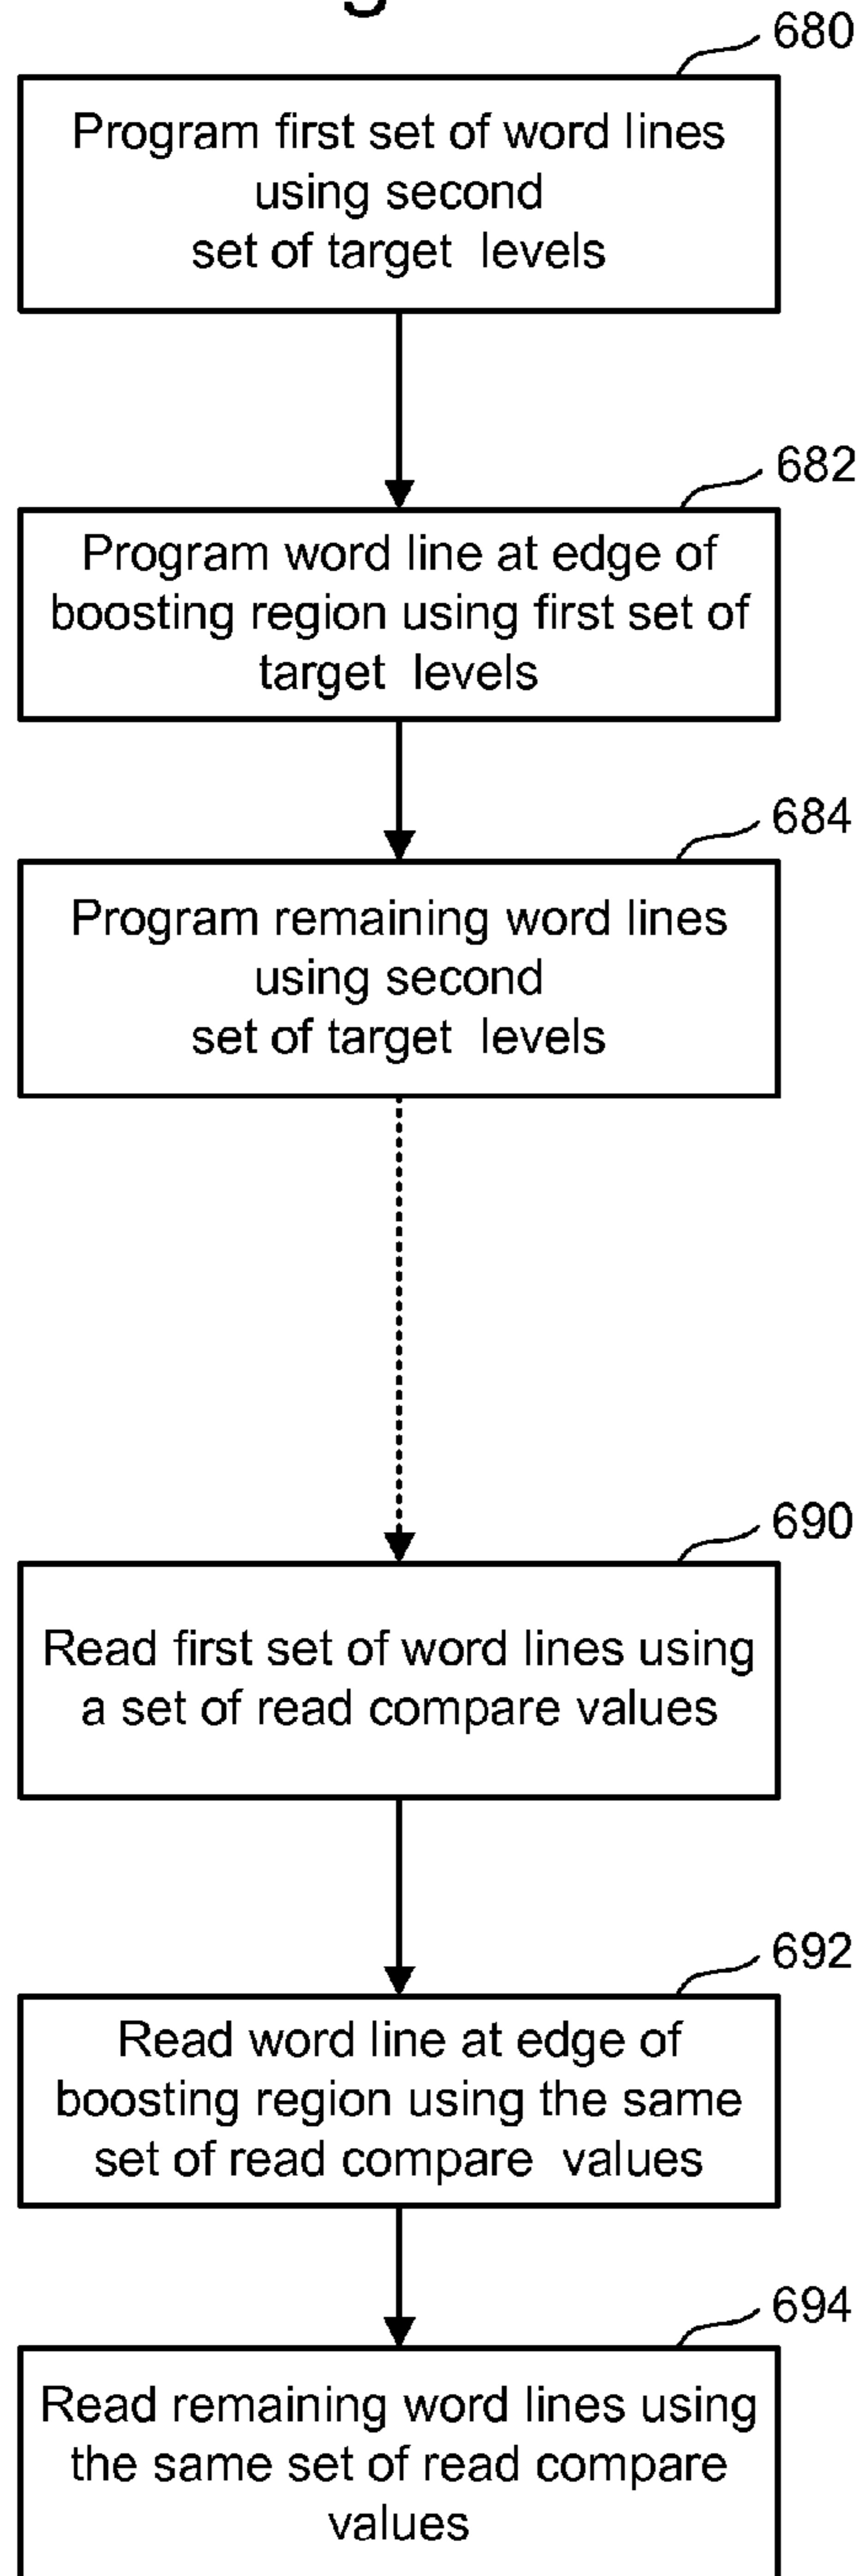 680
Program first set of word lines
using second
set of target levels
682
Program word line at edge of
boosting region using first set of
target levels
684
Program remaining word lines
using second
set of target levels
690
Read first set of word lines using
a set of read compare values
692
Read word line at edge of
boosting region using the same
set of read compare values
694
Read remaining word lines using
the same set of read compare
values